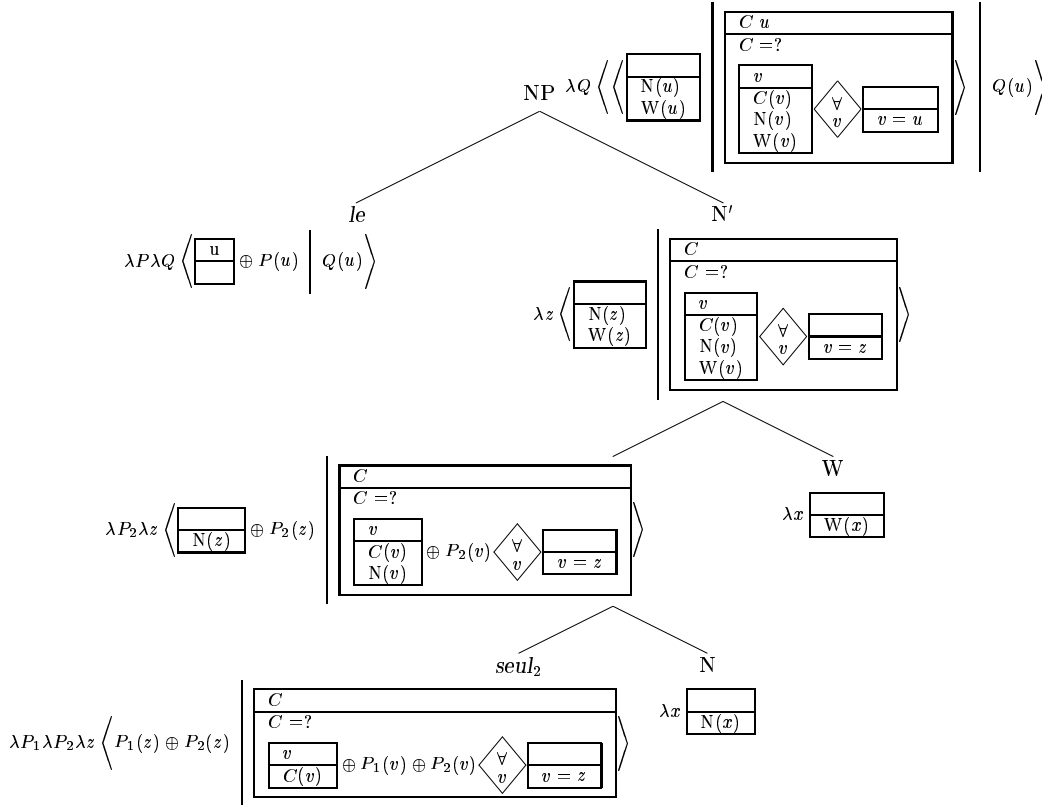 C u
C =?
NP λQ ⟨ ⟨ N(u) W(u) | v C(v) N(v) W(v) ∀ v v = u ⟩ | Q(u) ⟩
le N′
λPλQ ⟨ u ⊕ P(u) | Q(u) ⟩
C
C =?
λz ⟨ N(z) W(z) | v C(v) N(v) W(v) ∀ v v = z ⟩
W
λx W(x)
C
C =?
λP₂λz ⟨ N(z) ⊕ P₂(z) | v C(v) N(v) ⊕ P₂(v) ∀ v v = z ⟩
seul₂ N
λx N(x)
C
C =?
λP₁λP₂λz ⟨ P₁(z) ⊕ P₂(z) | v C(v) ⊕ P₁(v) ⊕ P₂(v) ∀ v v = z ⟩